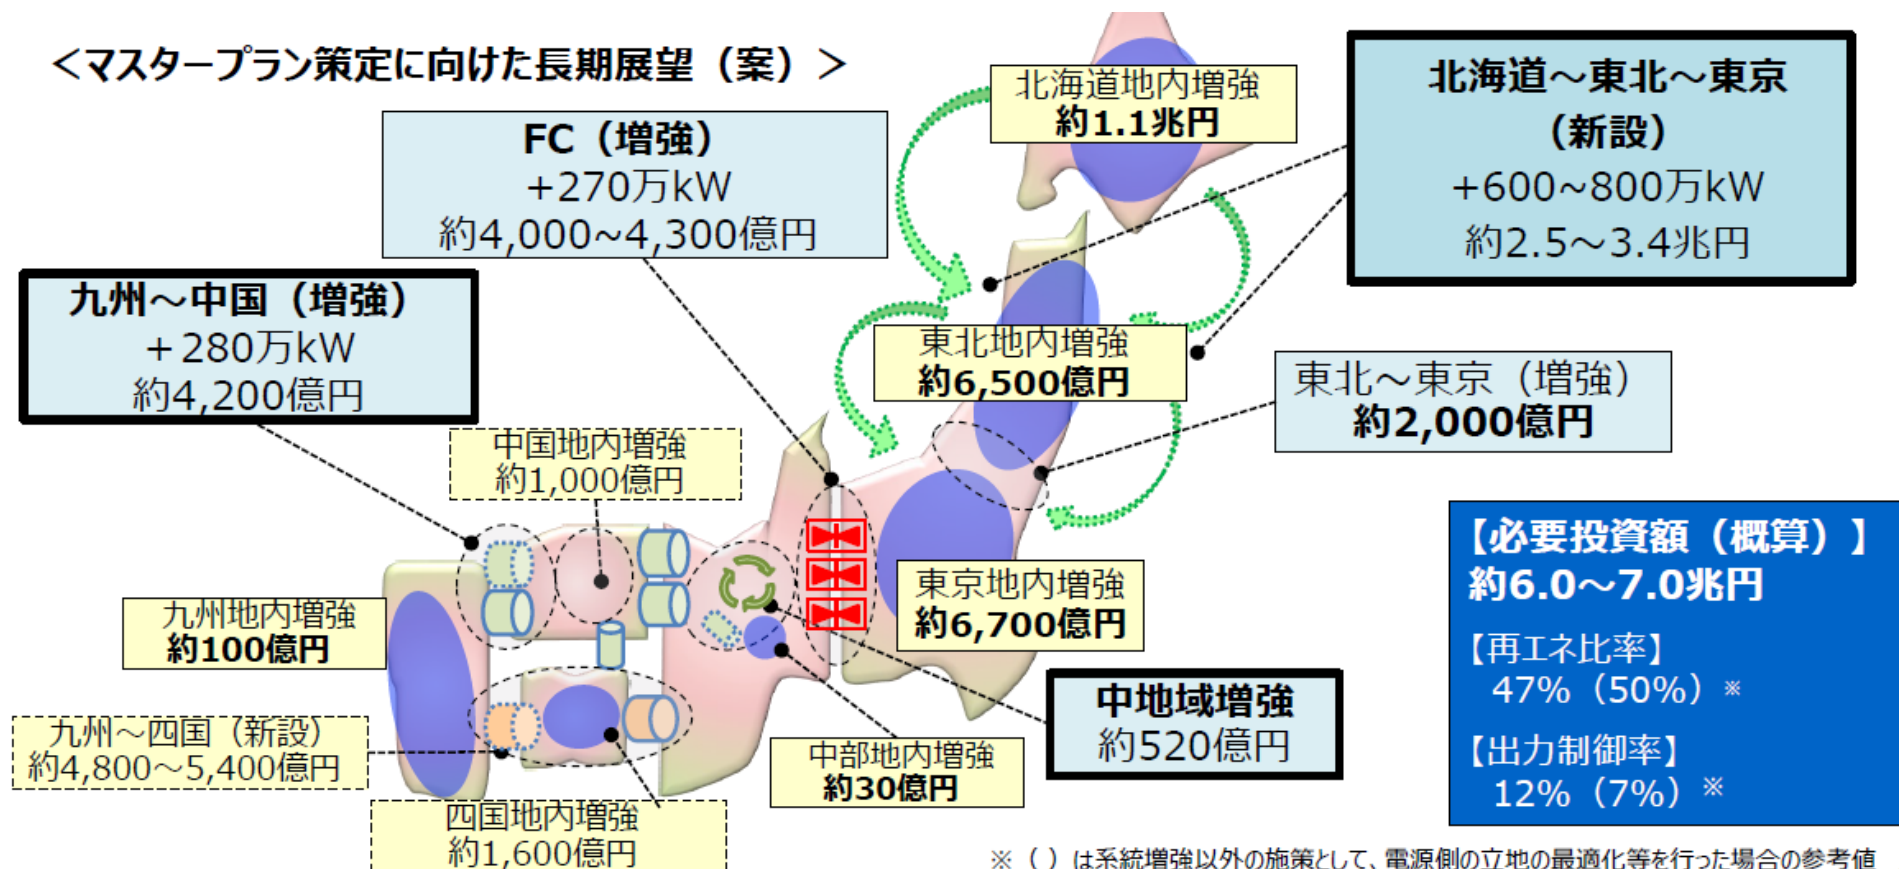 ＜マスタープラン策定に向けた長期展望（案）＞
北海道地内増強
約1.1兆円
北海道～東北～東京
（新設）
+600~800万kW
約2.5～3.4兆円
FC（増強）
+270万kW
約4,000~4,300億円
九州～中国（増強）
＋280万kW
約4,200億円
東北地内増強
約6,500億円
東北～東京（増強）
約2,000億円
中国地内増強
約1,000億円
【必要投資額（概算）】
約6.0～7.0兆円
【再エネ比率】
47%（50%）※
【出力制御率】
12%（7%）※
東京地内増強
約6,700億円
九州地内増強
約100億円
中地域増強
約520億円
九州～四国（新設）
約4,800～5,400億円
中部地内増強
約30億円
四国地内増強
約1,600億円
※（ ）は系統増強以外の施策として、電源側の立地の最適化等を行った場合の参考値